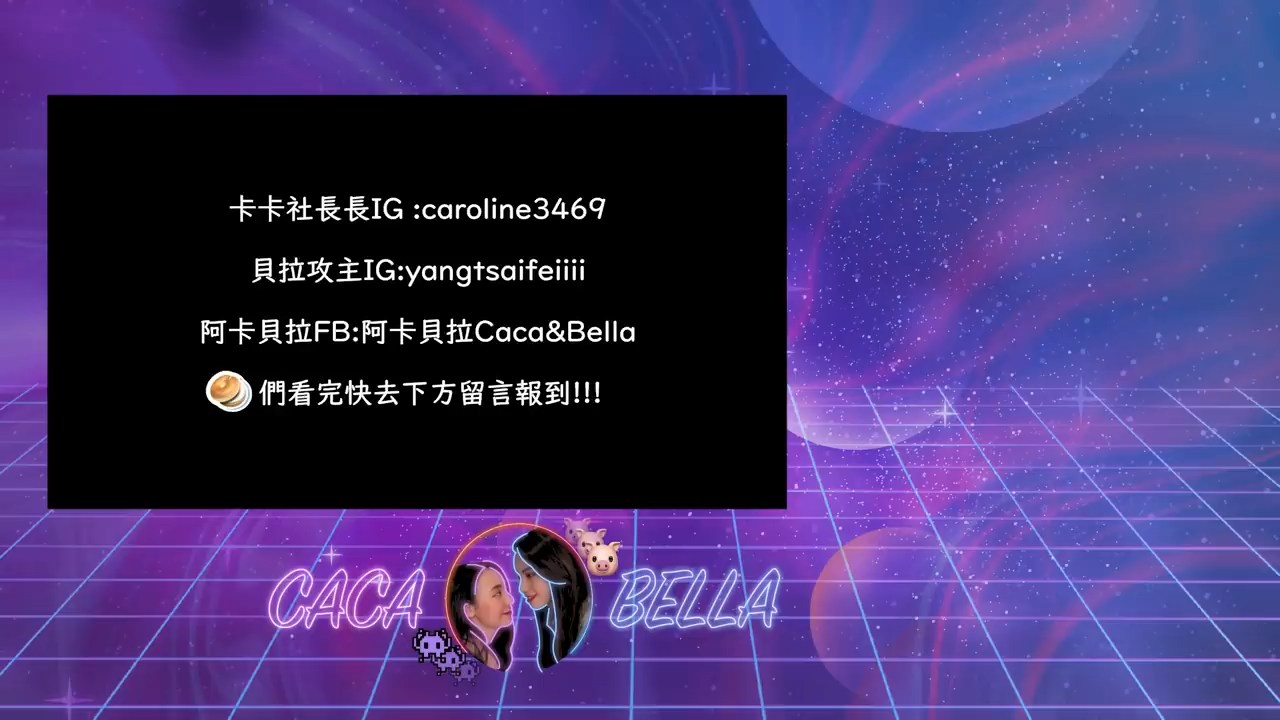 卡卡社長長IG :caroline3469
貝拉攻主IG:yangtsaifeiiii
阿卡貝拉FB:阿卡貝拉Caca&Bella
們看完快去下方留言報到!!!
CACA
BELLA